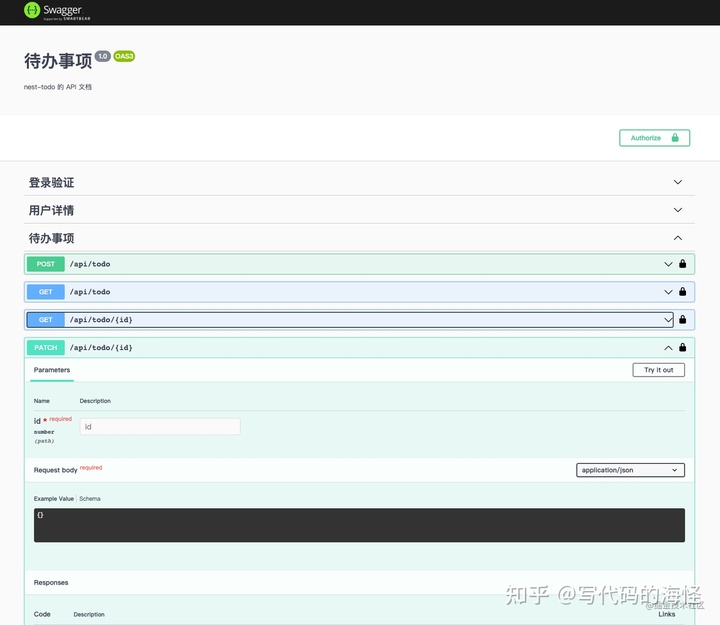 Swagger.
Supported by SMARTBEAR
待办事项 1.0 OAS3
nest-todo 的 API 文档
Authorize
登录验证
用户详情
待办事项
POST /api/todo
GET /api/todo
GET /api/todo/{id}
PATCH /api/todo/{id}
Parameters
Try it out
Name Description
id * required
number
(path)
id
Request body required
application/json
Example Value Schema
{}
Responses
知乎 @写代码的海怪
@掘金技术社区
Code Description Links